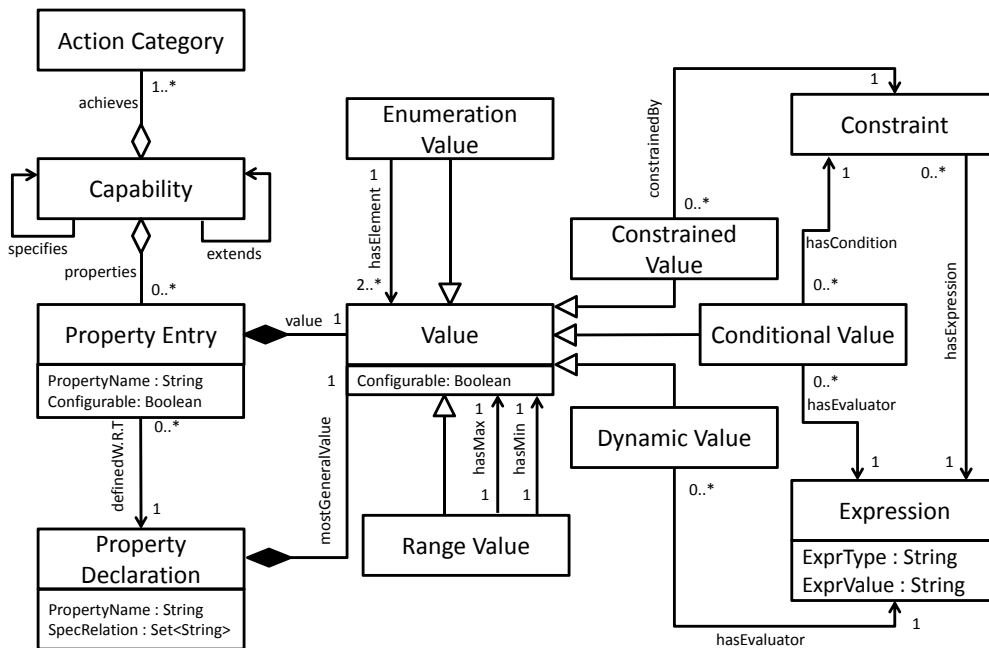 Action Category
1..*
achieves
Capability
specifies
extends
properties
0..*
Property Entry
PropertyName : String
Configurable: Boolean
value
1
0..*
definedW.R.T
1
Property
Declaration
PropertyName : String
SpecRelation : Set<String>
mostGeneralValue
1
Enumeration
Value
1
hasElement
2..*
Value
Configurable: Boolean
1
hasMax
1
1
hasMin
1
Range Value
constrainedBy
1
0..*
Constrained
Value
Constraint
1
0..*
hasCondition
0..*
Conditional Value
0..*
hasEvaluator
1
hasExpression
1
Dynamic Value
0..*
hasEvaluator
1
Expression
ExprType : String
ExprValue : String